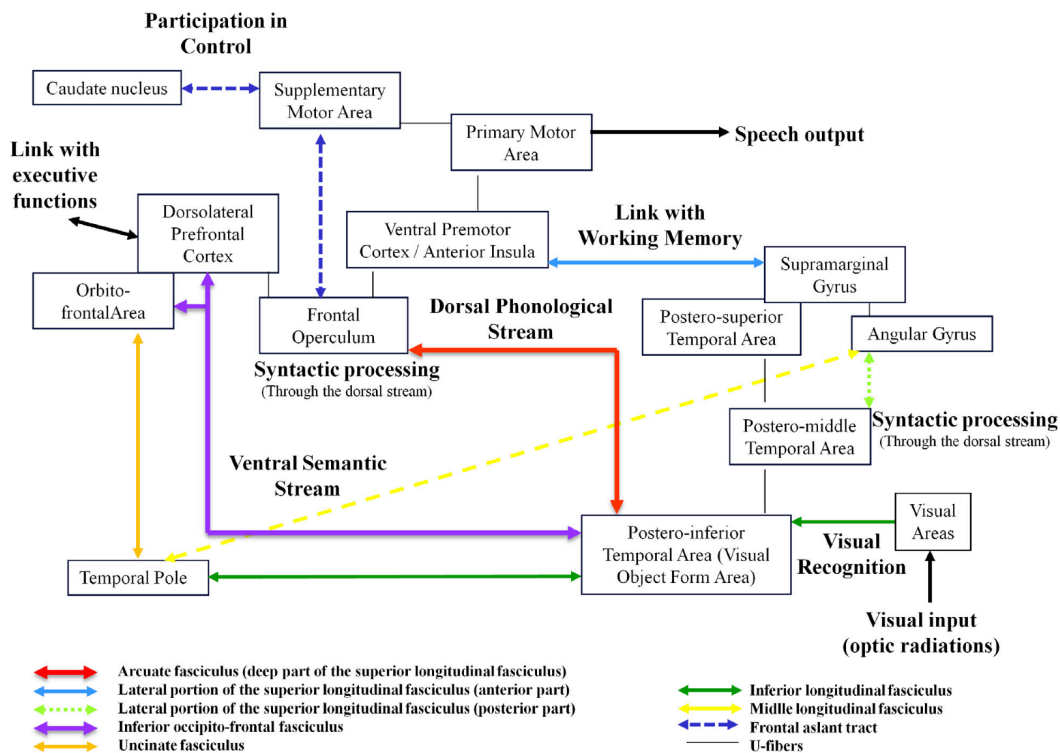 Participation in
Control
Caudate nucleus
Supplementary
Motor Area
Primary Motor
Area
Speech output
Link with
executive
functions
Dorsolateral
Prefrontal
Cortex
Ventral Premotor
Cortex / Anterior Insula
Link with
Working Memory
Supramarginal
Gyrus
Orbito-
frontalArea
Frontal
Operculum
Dorsal Phonological
Stream
Postero-superior
Temporal Area
Angular Gyrus
Syntactic processing
(Through the dorsal stream)
Postero-middle
Temporal Area
Syntactic processing
(Through the dorsal stream)
Ventral Semantic
Stream
Postero-inferior
Temporal Area (Visual
Object Form Area)
Visual
Areas
Visual
Recognition
Temporal Pole
Visual input
(optic radiations)
Arcuate fasciculus (deep part of the superior longitudinal fasciculus)
Lateral portion of the superior longitudinal fasciculus (anterior part)
Lateral portion of the superior longitudinal fasciculus (posterior part)
Inferior occipito-frontal fasciculus
Uncinate fasciculus
Inferior longitudinal fasciculus
Midlle longitudinal fasciculus
Frontal aslant tract
U-fibers